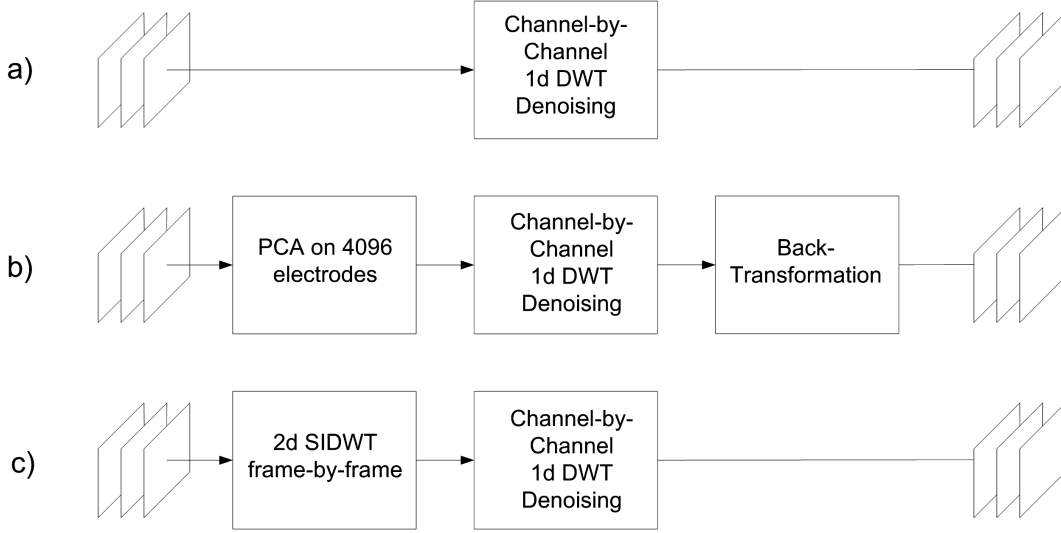 a)
Channel-by-
Channel
1d DWT
Denoising
b)
PCA on 4096
electrodes
Channel-by-
Channel
1d DWT
Denoising
Back-
Transformation
c)
2d SIDWT
frame-by-frame
Channel-by-
Channel
1d DWT
Denoising